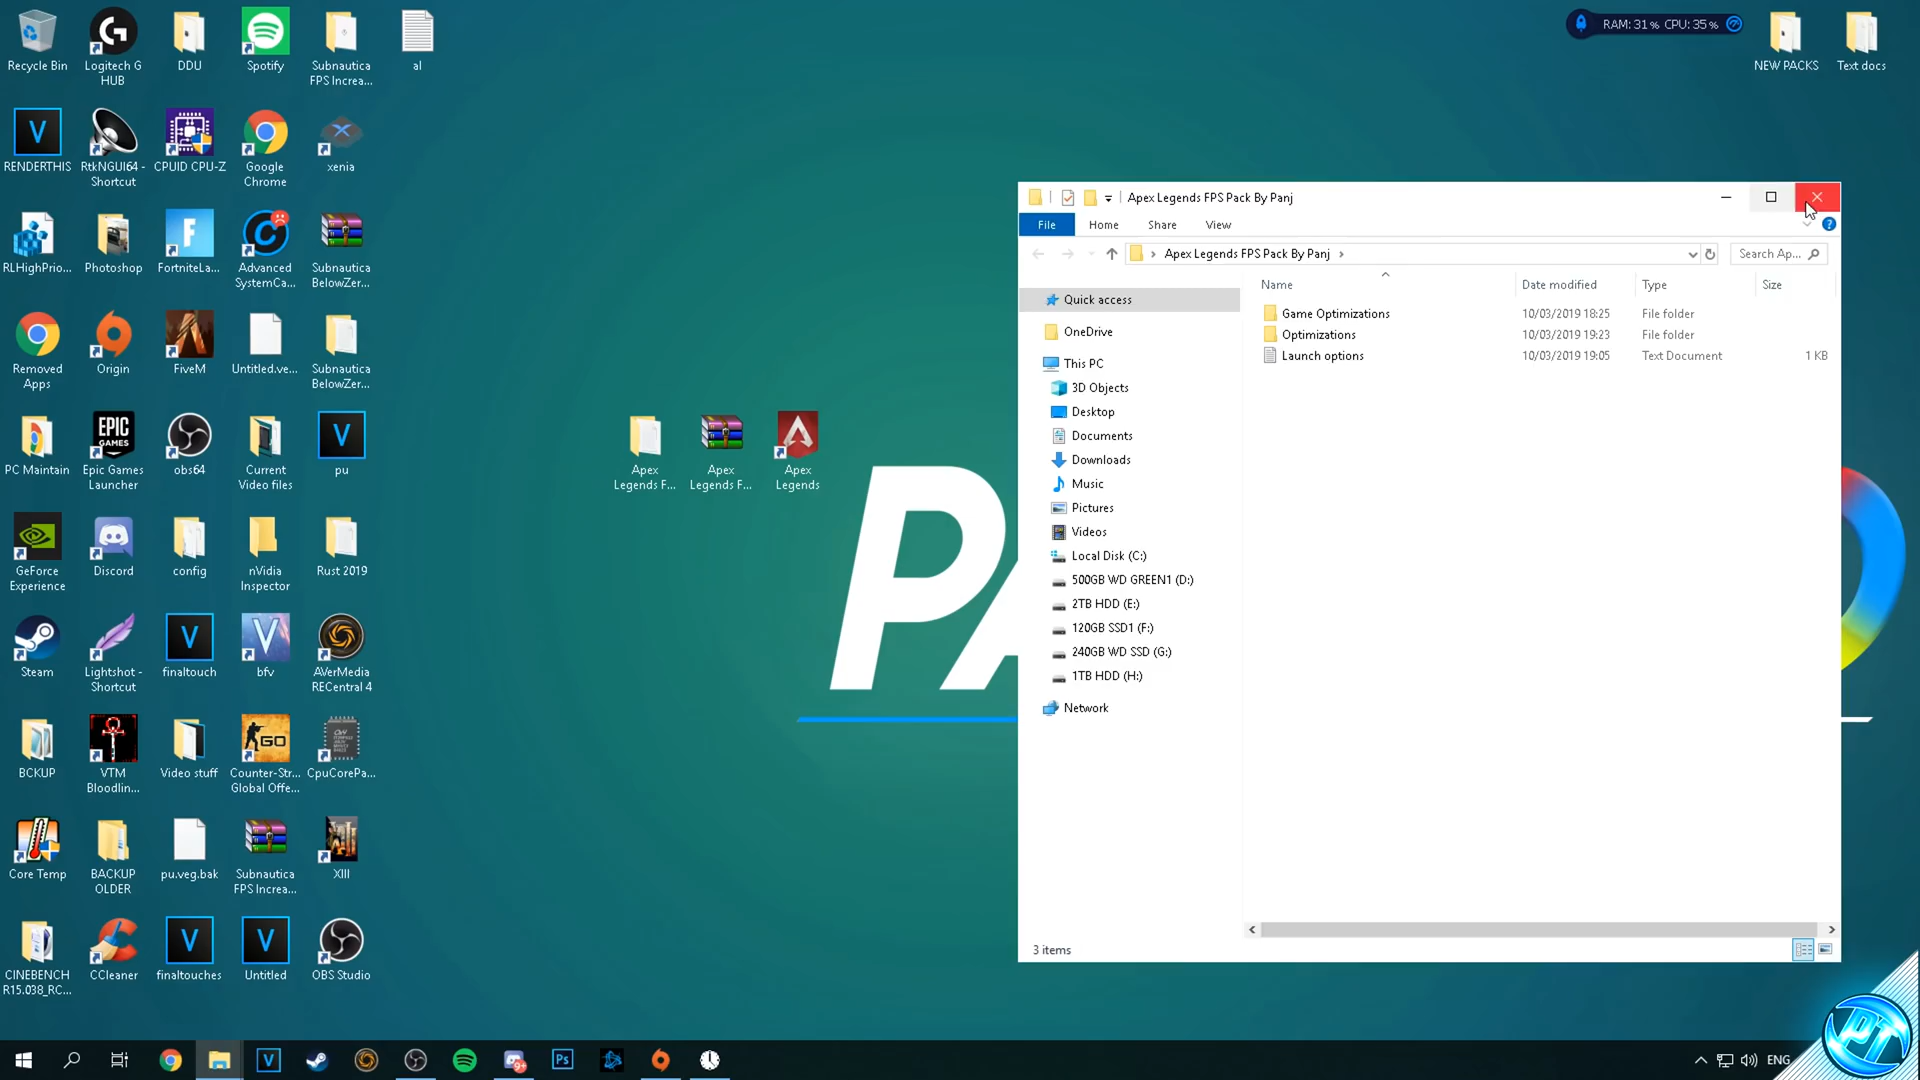 Recycle Bin
Logitech G
HUB
DDU
Spotify
Subnautica
FPS Increa...
al
RAM: 31% CPU: 35%
NEW PACKS
Text docs
RENDERTHIS
RtkNGUI64 -
Shortcut
CPUID CPU-Z
Google
Chrome
xenia
RLHighPrio...
Photoshop
FortniteLa...
Advanced
SystemCa...
Subnautica
BelowZer...
Removed
Apps
Origin
FiveM
Untitled.ve...
Subnautica
BelowZer...
PC Maintain
EPIC
GAMES
Epic Games
Launcher
obs64
Current
Video files
pu
GeForce
Experience
Discord
config
nVidia
Inspector
Rust 2019
Steam
Lightshot -
Shortcut
finaltouch
bfv
AVerMedia
RECentral 4
BCKUP
VTM
Bloodlin...
Video stuff
GO
Counter-Str...
Global Offe...
CpuCorePa...
Core Temp
BACKUP
OLDER
pu.veg.bak
Subnautica
FPS Increa...
XIII
CINEBENCH
R15.038_RC...
CCleaner
finaltouches
Untitled
OBS Studio
Apex
Legends F...
Apex
Legends F...
Apex
Legends
Apex Legends FPS Pack By Panj
File
Home
Share
View
Apex Legends FPS Pack By Panj
Search Ap...
Name
Date modified
Type
Size
Game Optimizations
10/03/2019 18:25
File folder
Optimizations
10/03/2019 19:23
File folder
Launch options
10/03/2019 19:05
Text Document
1 KB
Quick access
OneDrive
This PC
3D Objects
Desktop
Documents
Downloads
Music
Pictures
Videos
Local Disk (C:)
500GB WD GREEN1 (D:)
2TB HDD (E:)
120GB SSD1 (F:)
240GB WD SSD (G:)
1TB HDD (H:)
Network
3 items
ENG